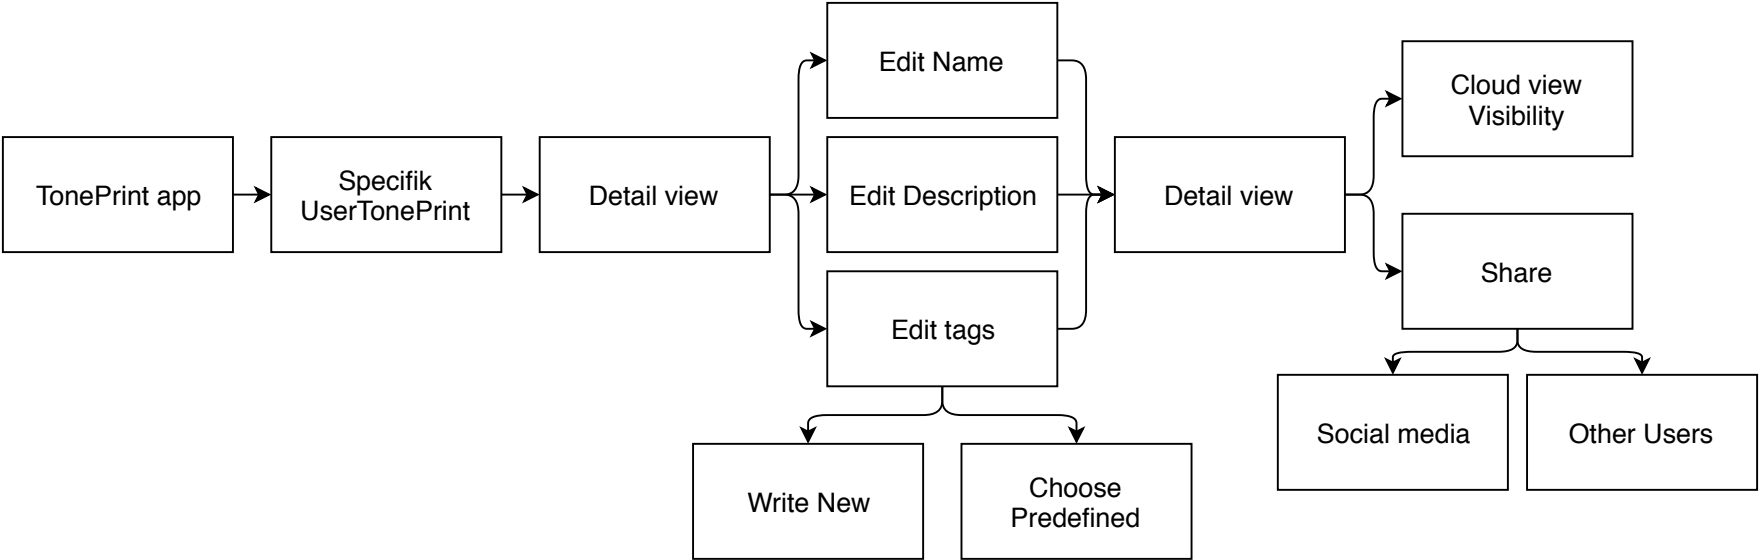 TonePrint app
Specifik
UserTonePrint
Detail view
Edit Name
Edit Description
Edit tags
Write New
Choose
Predefined
Detail view
Cloud view
Visibility
Share
Social media
Other Users